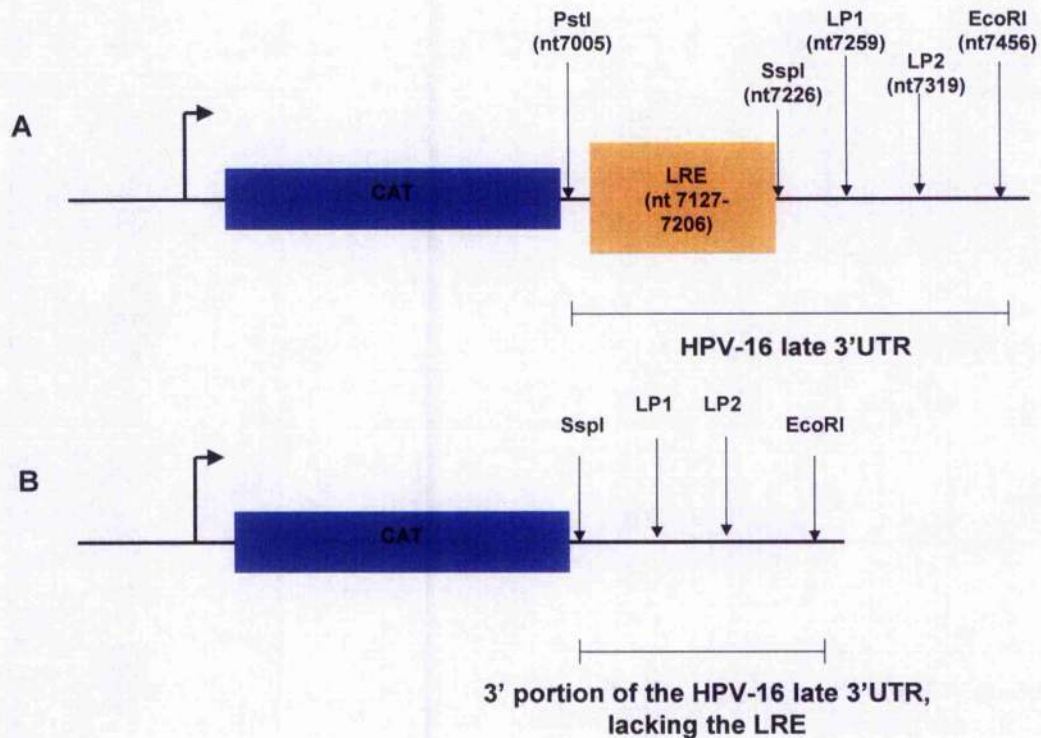 PstI
(nt7005)
LP1
(nt7259)
EcoRI
(nt7456)
SspI
(nt7226)
LP2
(nt7319)
A
CAT
LRE
(nt 7127-
7206)
HPV-16 late 3'UTR
SspI
LP1
LP2
EcoRI
B
CAT
3' portion of the HPV-16 late 3'UTR,
lacking the LRE